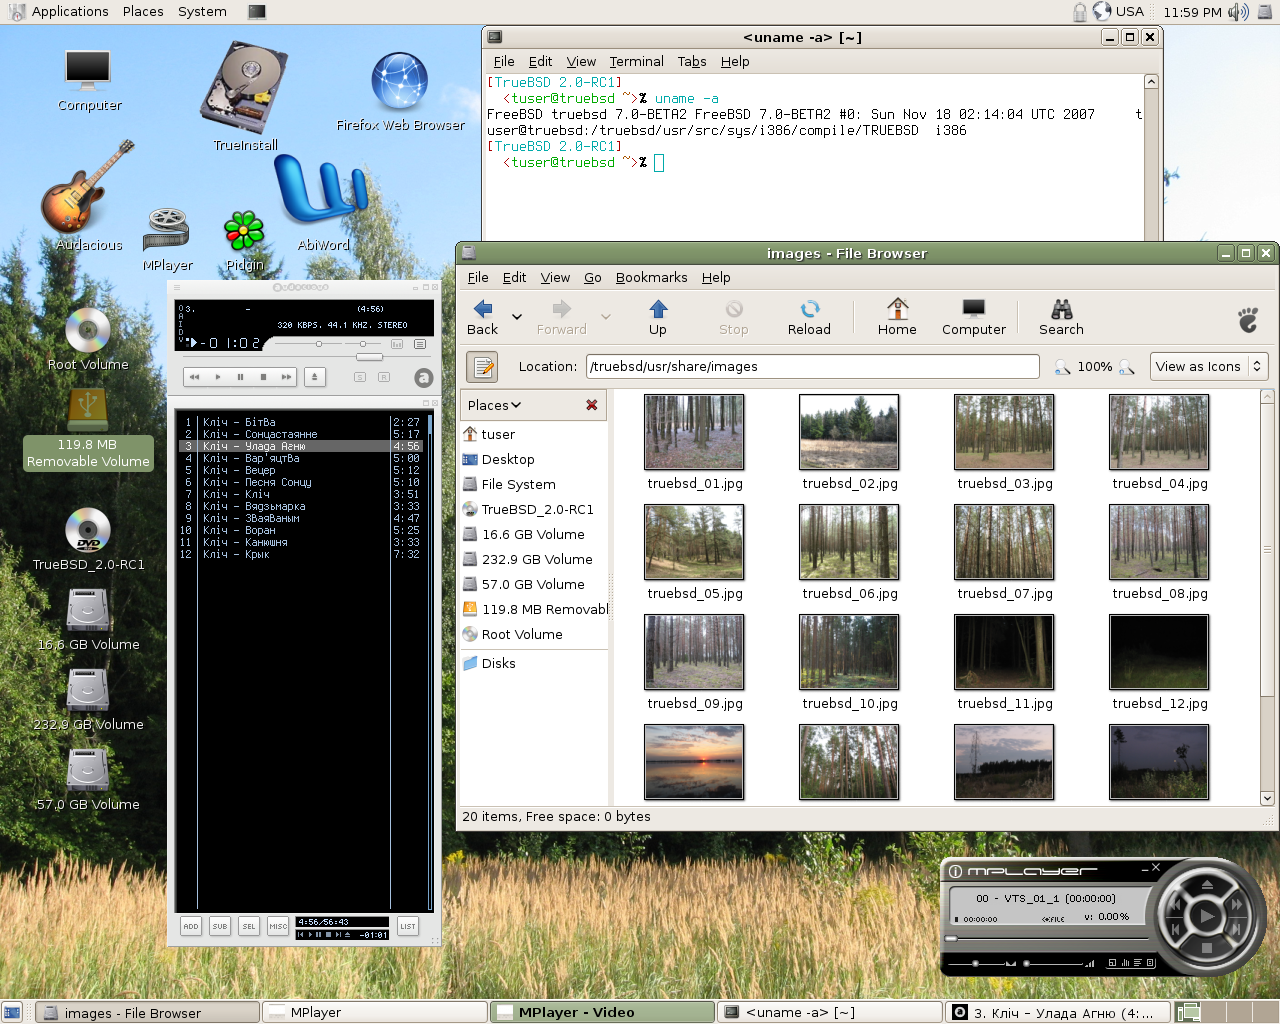 Applications Places System
USA 11:59 PM
Computer
TrueInstall
Firefox Web Browser
Audacious
MPlayer
Pidgin
AbiWord
Root Volume
119.8 MB
Removable Volume
TrueBSD_2.0-RC1
16.6 GB Volume
232.9 GB Volume
57.0 GB Volume
<uname -a> [~]
File Edit View Terminal Tabs Help
[TrueBSD 2.0-RC1]
<tuser@truebsd ~>% uname -a
FreeBSD truebsd 7.0-BETA2 FreeBSD 7.0-BETA2 #0: Sun Nov 18 02:14:04 UTC 2007 t
user@truebsd:/truebsd/usr/src/sys/i386/compile/TRUEBSD i386
[TrueBSD 2.0-RC1]
<tuser@truebsd ~>%
audacious
3. – (4:56)
320 KBPS. 44.1 KHZ. STEREO
-01:02
1 Кліч - Бітва 2:27
2 Кліч - Сонцастаянне 5:17
3 Кліч - Улада Агню 4:56
4 Кліч - Вар'яцтва 5:00
5 Кліч - Вецер 5:12
6 Кліч - Песня Сонцу 5:10
7 Кліч - Кліч 3:51
8 Кліч - Вядзьмарка 3:33
9 Кліч - Зваяваным 4:47
10 Кліч - Воран 5:25
11 Кліч - Канюшня 3:33
12 Кліч - Крык 7:32
ADD SUB SEL MISC 4:56/56:43 LIST
-01:01
images - File Browser
File Edit View Go Bookmarks Help
Back Forward Up Stop Reload Home Computer Search
Location: /truebsd/usr/share/images 100% View as Icons
Places
tuser
Desktop
File System
TrueBSD_2.0-RC1
16.6 GB Volume
232.9 GB Volume
57.0 GB Volume
119.8 MB Removabl
Root Volume
Disks
truebsd_01.jpg truebsd_02.jpg truebsd_03.jpg truebsd_04.jpg
truebsd_05.jpg truebsd_06.jpg truebsd_07.jpg truebsd_08.jpg
truebsd_09.jpg truebsd_10.jpg truebsd_11.jpg truebsd_12.jpg
20 items, Free space: 0 bytes
MPLAYER
00 - VTS_01_1 (00:00:00)
00:00:00 FILE v: 0.00%
images - File Browser MPlayer MPlayer - Video <uname -a> [~] 3. Кліч - Улада Агню (4:...